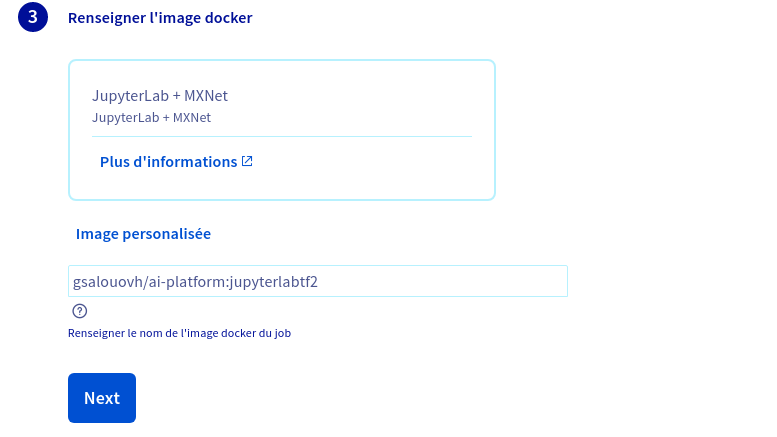 3 Renseigner l'image docker
JupyterLab + MXNet
JupyterLab + MXNet
Plus d'informations
Image personalisée
gsalouovh/ai-platform:jupyterlabtf2
?
Renseigner le nom de l'image docker du job
Next